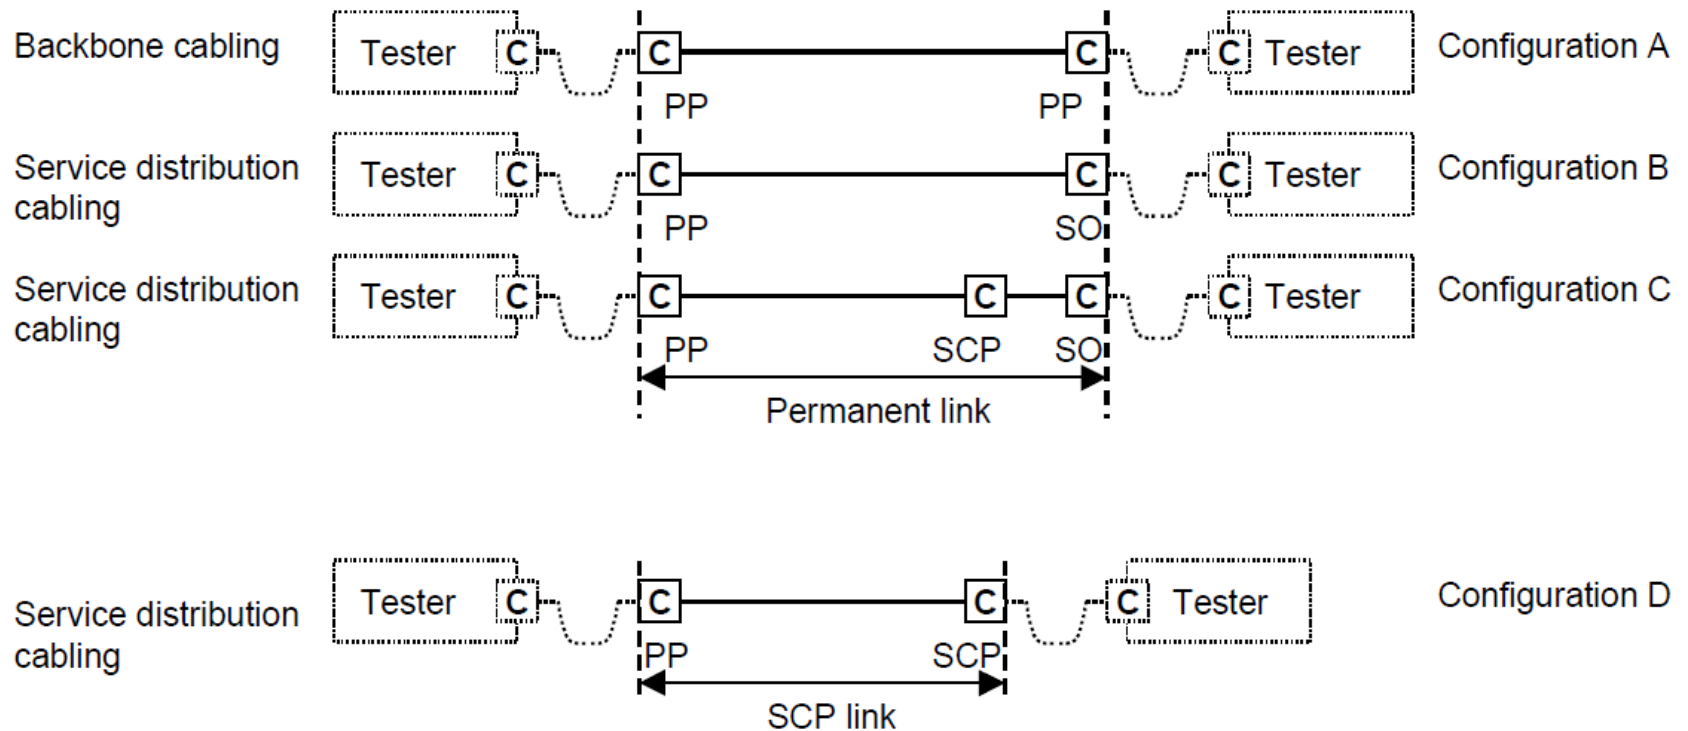 Backbone cabling Tester C C C C Tester Configuration A
PP PP
Service distribution cabling Tester C C C C Tester Configuration B
PP SO
Service distribution cabling Tester C C C C C Tester Configuration C
PP SCP SO
Permanent link
Service distribution cabling Tester C C C C Tester Configuration D
PP SCP
SCP link